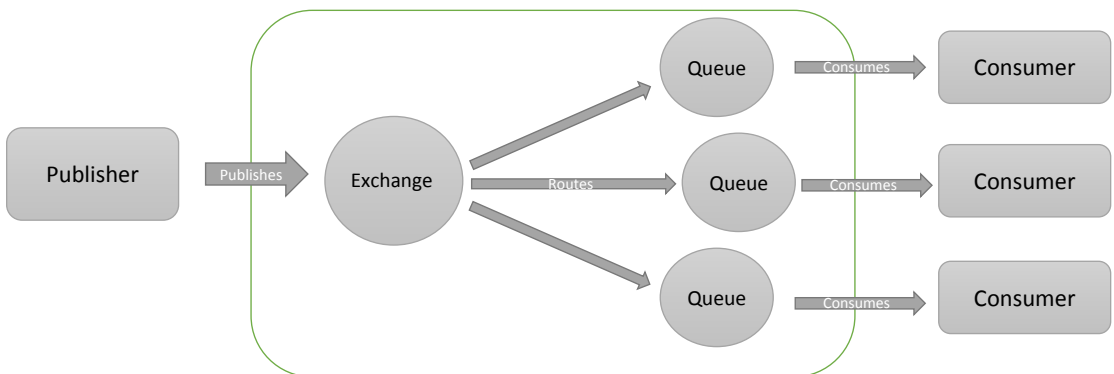 Publisher
Publishes
Exchange
Routes
Queue
Consumes
Consumer
Queue
Consumes
Consumer
Queue
Consumes
Consumer